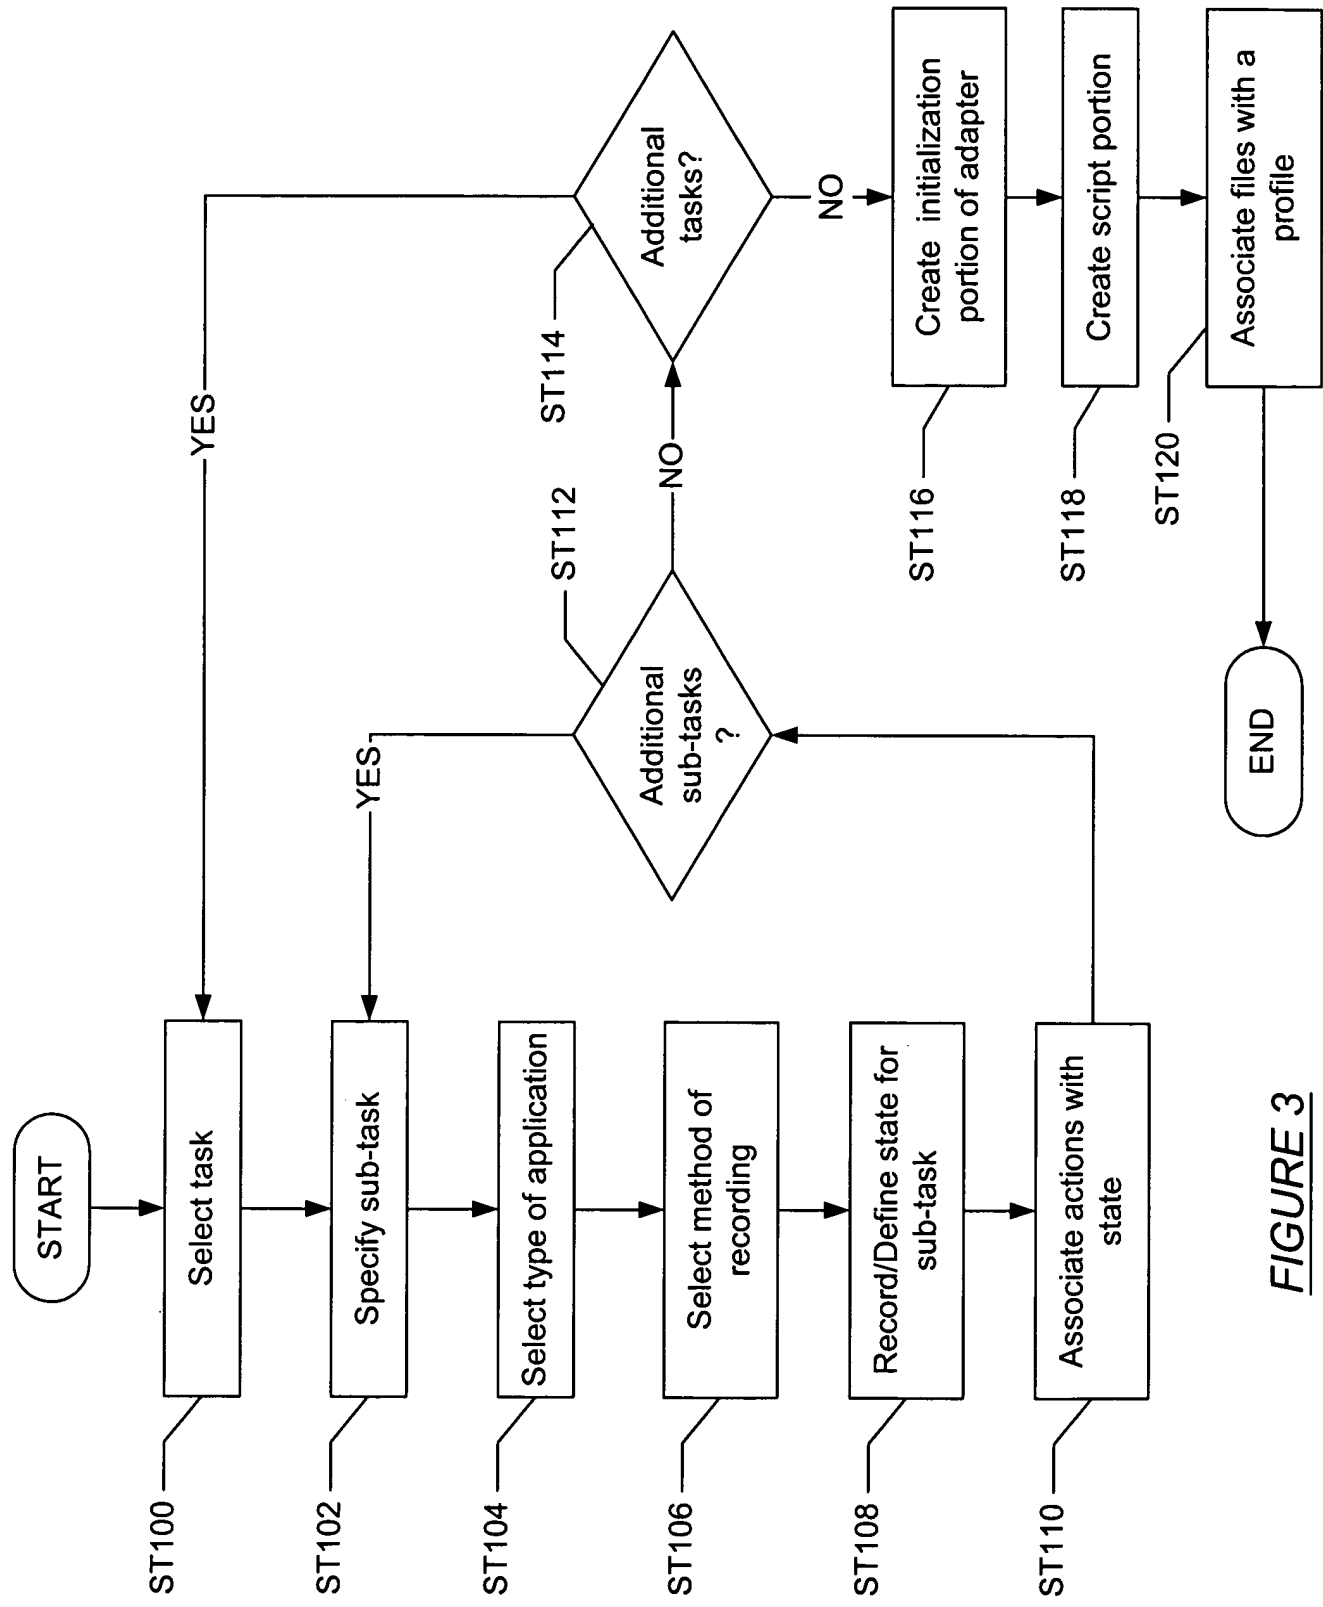 START
ST100
Select task
ST102
Specify sub-task
ST104
Select type of application
ST106
Select method of
recording
ST108
Record/Define state for
sub-task
ST110
Associate actions with
state
YES
YES
ST112
Additional
sub-tasks
?
NO
ST114
Additional
tasks?
NO
ST116
Create initialization
portion of adapter
ST118
Create script portion
ST120
Associate files with a
profile
END
FIGURE 3